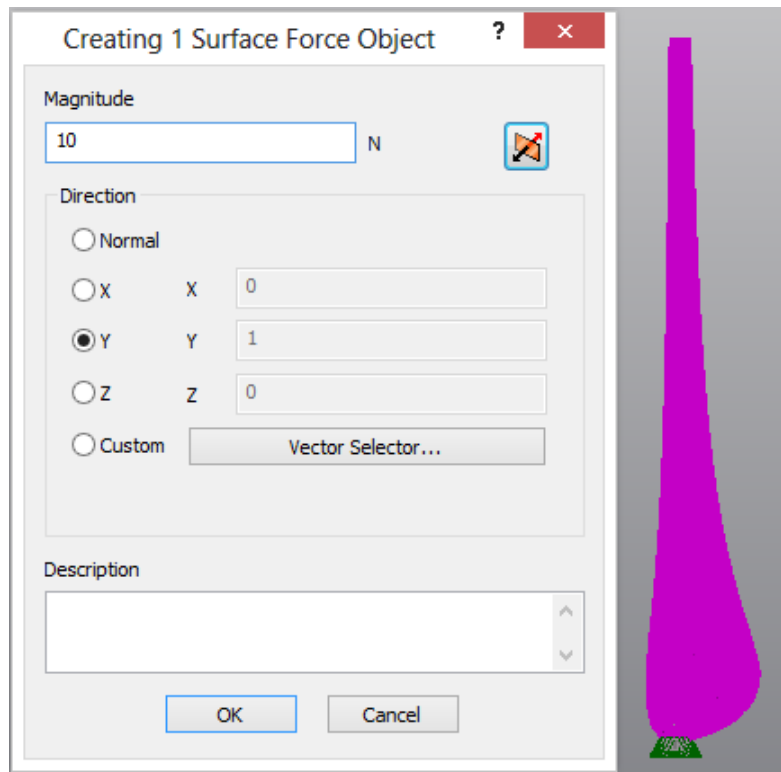 Creating 1 Surface Force Object ?
Magnitude
10 N
Direction
Normal
X X 0
Y Y 1
Z Z 0
Custom Vector Selector...
Description
OK Cancel